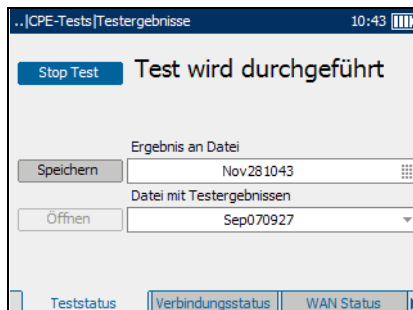 ..|CPE-Tests|Testergebnisse 10:43
Stop Test Test wird durchgeführt
Ergebnis an Datei
Speichern Nov281043
Datei mit Testergebnissen
Öffnen Sep070927
Teststatus Verbindungsstatus WAN Status